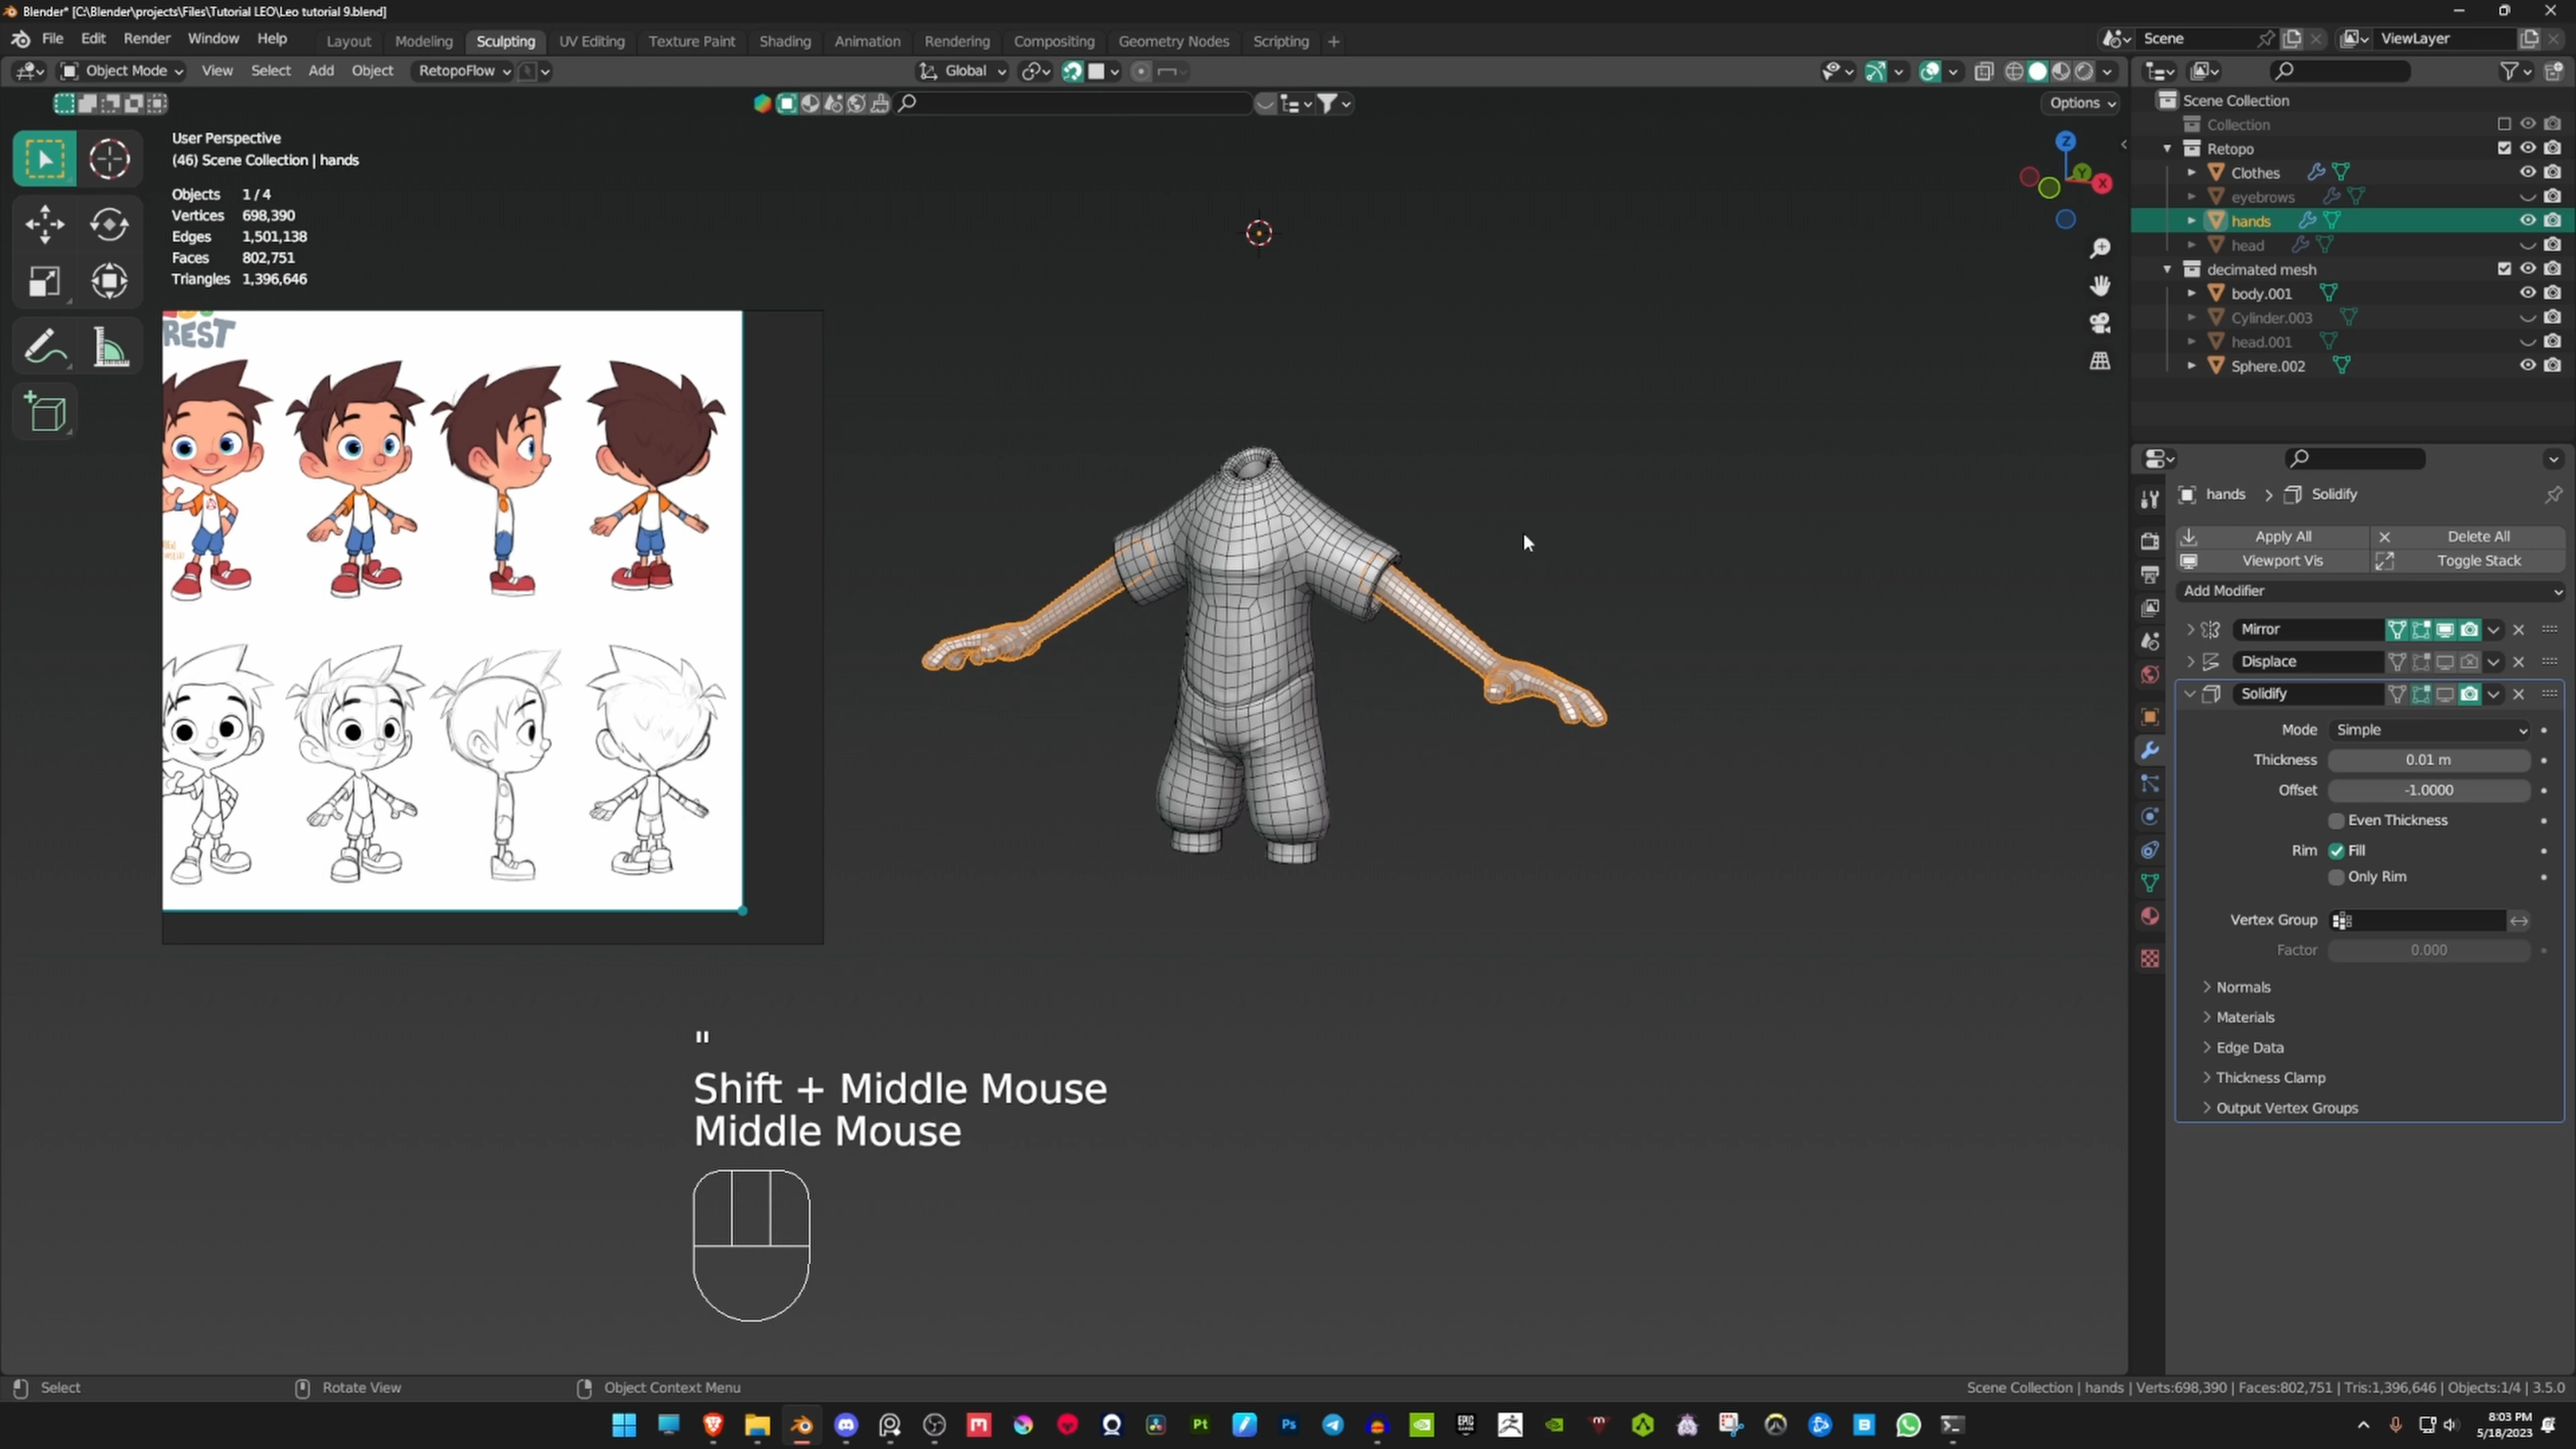 Blender* [C:\Blender\projects\Files\Tutorial LEO\Leo tutorial 9.blend]
File Edit Render Window Help
Layout Modeling Sculpting UV Editing Texture Paint Shading Animation Rendering Compositing Geometry Nodes Scripting +
Scene
ViewLayer
Object Mode View Select Add Object RetopoFlow
Global
Options
User Perspective
(46) Scene Collection | hands
Objects 1 / 4
Vertices 698,390
Edges 1,501,138
Faces 802,751
Triangles 1,396,646
REST
Z
Y
X
Scene Collection
Collection
Retopo
Clothes
eyebrows
hands
head
decimated mesh
body.001
Cylinder.003
head.001
Sphere.002
hands > Solidify
Apply All
Delete All
Viewport Vis
Toggle Stack
Add Modifier
Mirror
Displace
Solidify
Mode Simple
Thickness 0.01 m
Offset -1.0000
Even Thickness
Rim Fill
Only Rim
Vertex Group
Factor 0.000
Normals
Materials
Edge Data
Thickness Clamp
Output Vertex Groups
"
Shift + Middle Mouse
Middle Mouse
Select
Rotate View
Object Context Menu
Scene Collection | hands | Verts:698,390 | Faces:802,751 | Tris:1,396,646 | Objects:1/4 | 3.5.0
Pt
Ps
EPIC
B
8:03 PM
5/18/2023